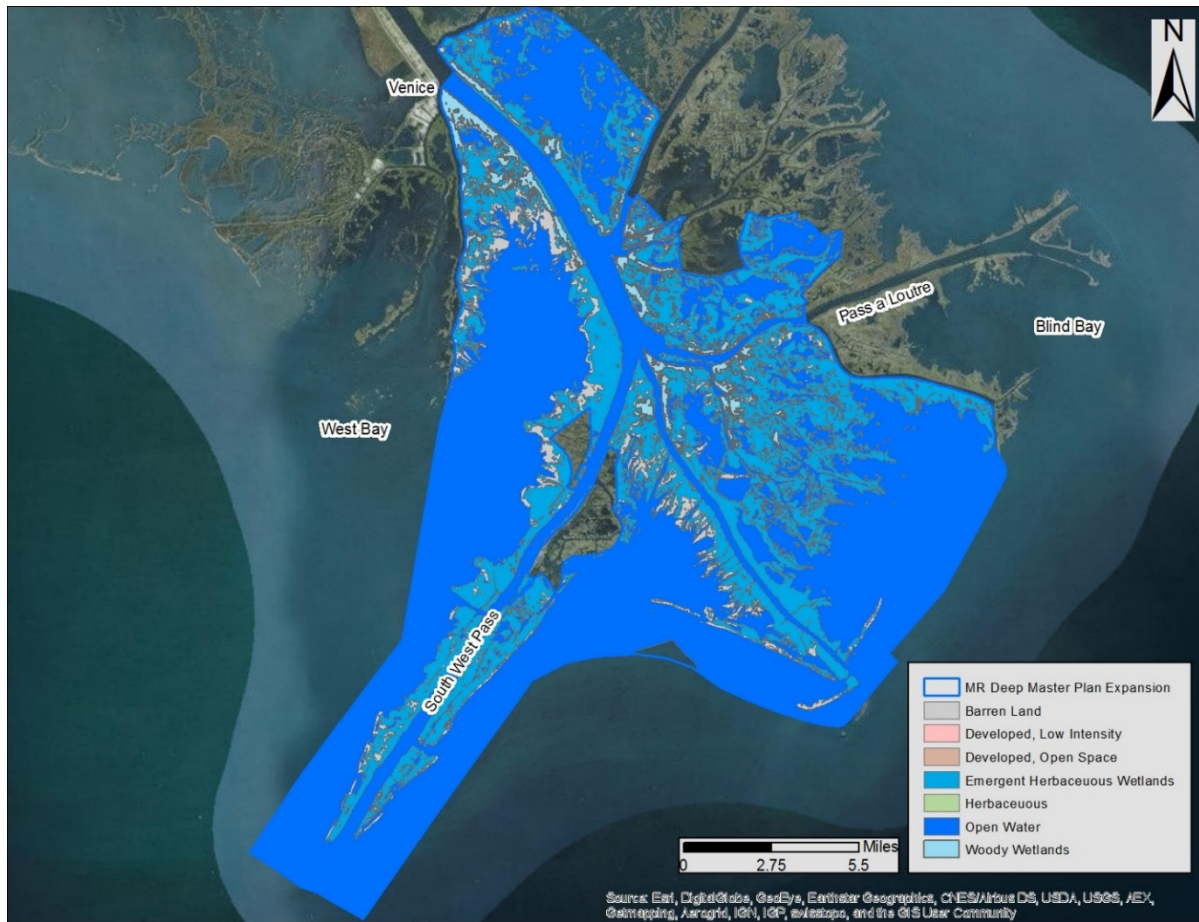 N
Venice
Pass a Loutre
Blind Bay
West Bay
South West Pass
MR Deep Master Plan Expansion
Barren Land
Developed, Low Intensity
Developed, Open Space
Emergent Herbaceuous Wetlands
Herbaceuous
Open Water
Woody Wetlands
Miles
0 2.75 5.5
Source: Esri, DigitalGlobe, GeoEye, Earthstar Geographics, CNES/Airbus DS, USDA, USGS, AEX,
Getmapping, Aerogrid, IGN, IGP, swisstopo, and the GIS User Community